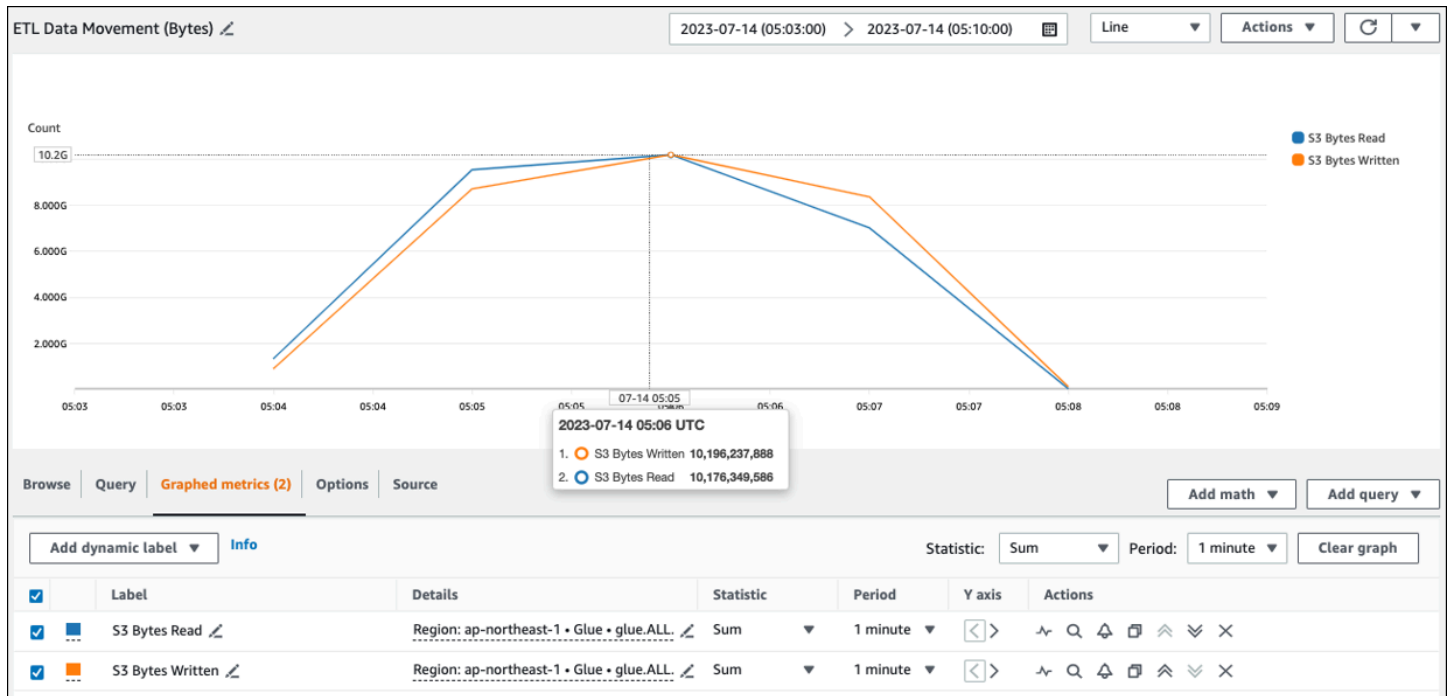 ETL Data Movement (Bytes)
2023-07-14 (05:03:00) > 2023-07-14 (05:10:00)
Line
Actions
Count
10.2G
8.000G
6.000G
4.000G
2.000G
S3 Bytes Read
S3 Bytes Written
05:03 05:03 05:04 05:04 05:05 05:05 05:06 05:06 05:07 05:07 05:08 05:08 05:09
07-14 05:05
2023-07-14 05:06 UTC
1. S3 Bytes Written 10,196,237,888
2. S3 Bytes Read 10,176,349,586
Browse Query Graphed metrics (2) Options Source
Add math Add query
Add dynamic label Info Statistic: Sum Period: 1 minute Clear graph
Label Details Statistic Period Y axis Actions
S3 Bytes Read Region: ap-northeast-1 • Glue • glue.ALL. Sum 1 minute < >
S3 Bytes Written Region: ap-northeast-1 • Glue • glue.ALL. Sum 1 minute < >